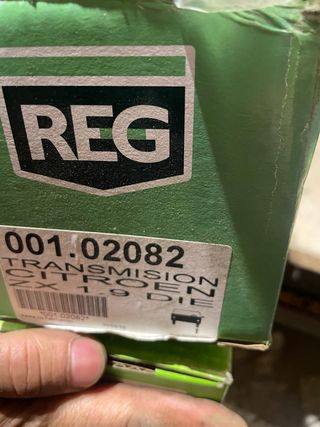 REG
001.02082
TRANSMISION
CITROEN
ZX 1.9 DIE